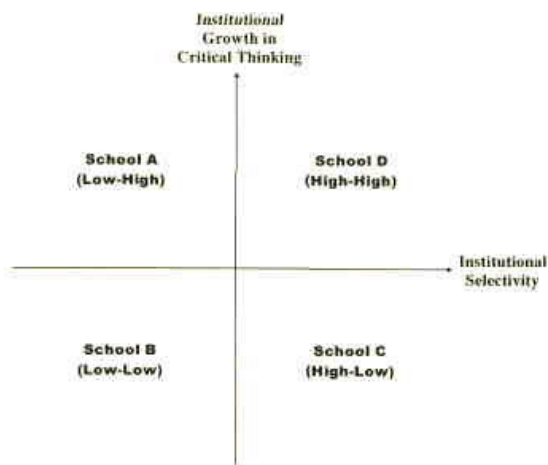 Institutional
Growth in
Critical Thinking
School A
(Low-High)
School D
(High-High)
Institutional
Selectivity
School B
(Low-Low)
School C
(High-Low)